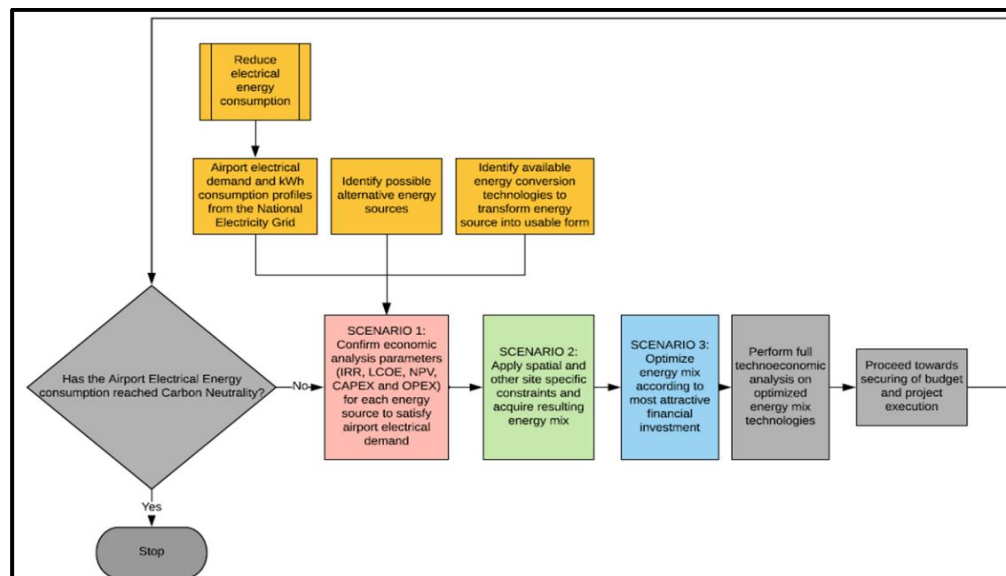 Reduce
electrical
energy
consumption
Airport electrical
demand and kWh
consumption profiles
from the National
Electricity Grid
Identify possible
alternative energy
sources
Identify available
energy conversion
technologies to
transform energy
source into usable form
Has the Airport Electrical Energy
consumption reached Carbon Neutrality?
No
SCENARIO 1:
Confirm economic
analysis parameters
(IRR, LCOE, NPV,
CAPEX and OPEX)
for each energy
source to satisfy
airport electrical
demand
SCENARIO 2:
Apply spatial and
other site specific
constraints and
acquire resulting
energy mix
SCENARIO 3:
Optimize
energy mix
according to
most attractive
financial
investment
Perform full
technoeconomic
analysis on
optimized
energy mix
technologies
Proceed towards
securing of budget
and project
execution
Yes
Stop